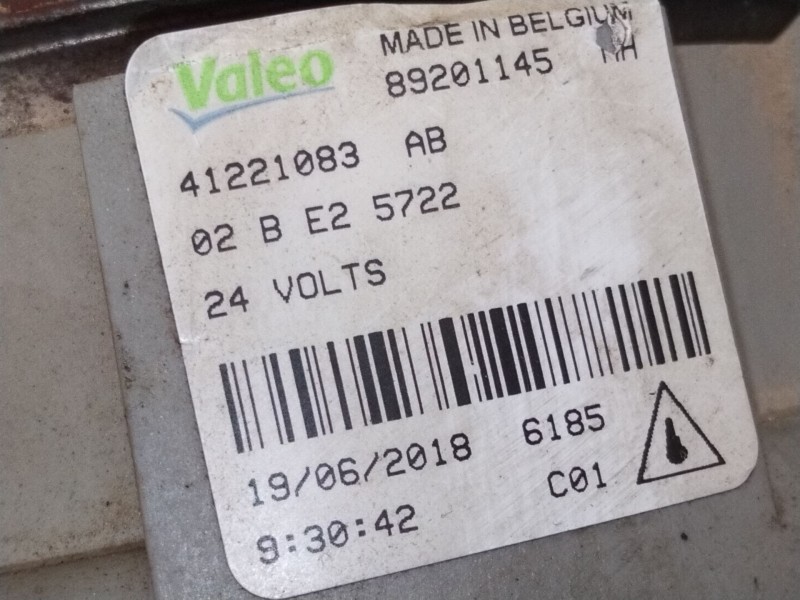 Valeo
MADE IN BELGIUM
89201145
41221083 AB
02 B E2 5722
24 VOLTS
19/06/2018 6185
9:30:42 C01